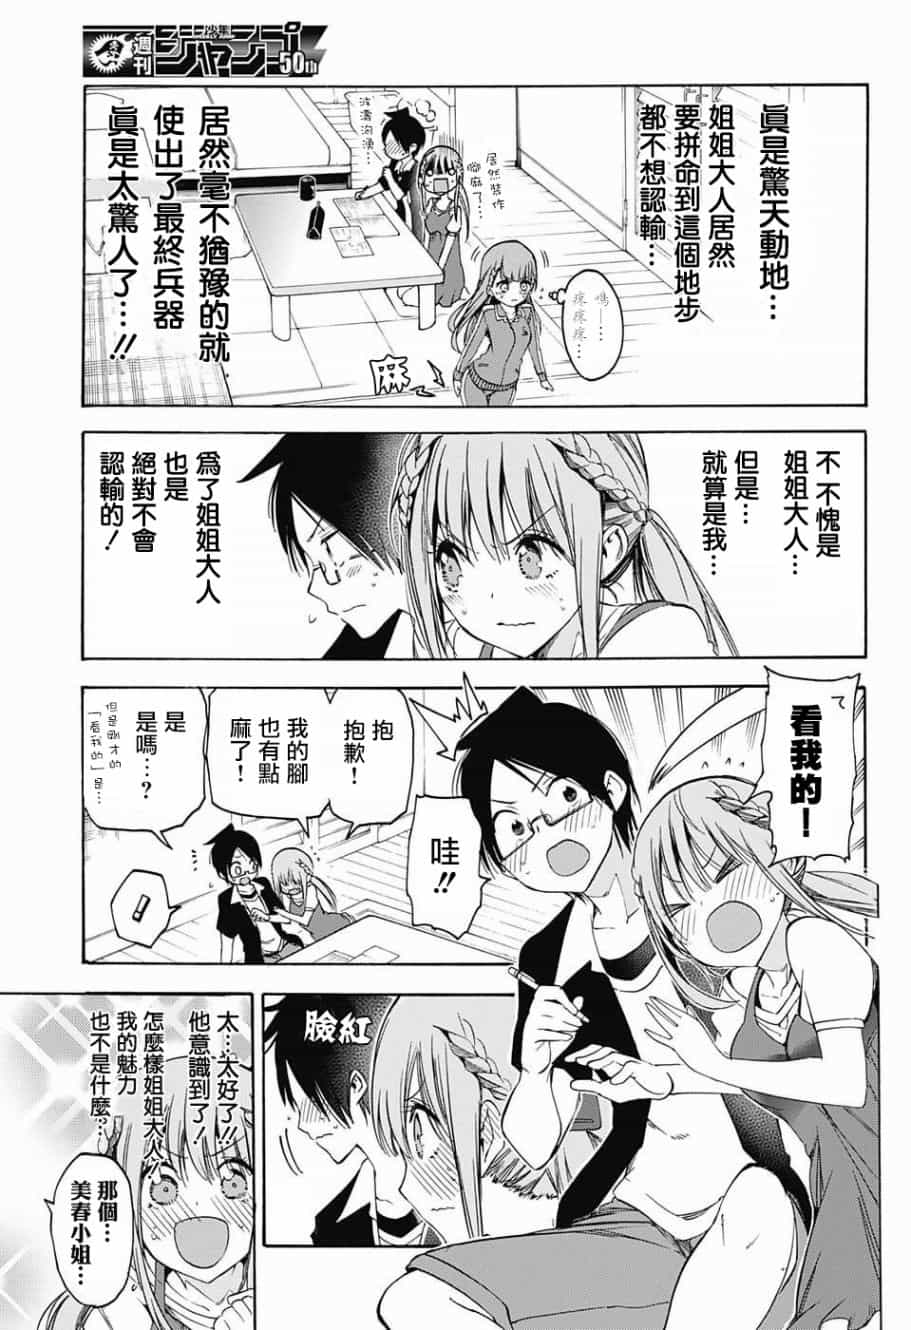 週刊
少年
ジャンプ
50th
眞是驚天動地…
姐姐大人居然
要拼命到這個地步
都不想認輸…
居然裝作
腳麻了…
波濤洶湧…
嗚……
疼疼疼…
麻
居然毫不猶豫的就
使出了最終兵器
眞是太驚人了…!!
不不愧是
姐姐大人…
但是…
就算是我…
爲了姐姐大人
也是
絕對不會
認輸的!
看我的!
哇!!
抱
抱歉!
我的腳
也有點
麻了!
是
是嗎…?
但是剛才的
「看我的」是…
!
臉紅
太…太好了!!
他意識到了!
怎麼樣姐姐大人
我的魅力
也不是什麼…
那個…
美春小姐…